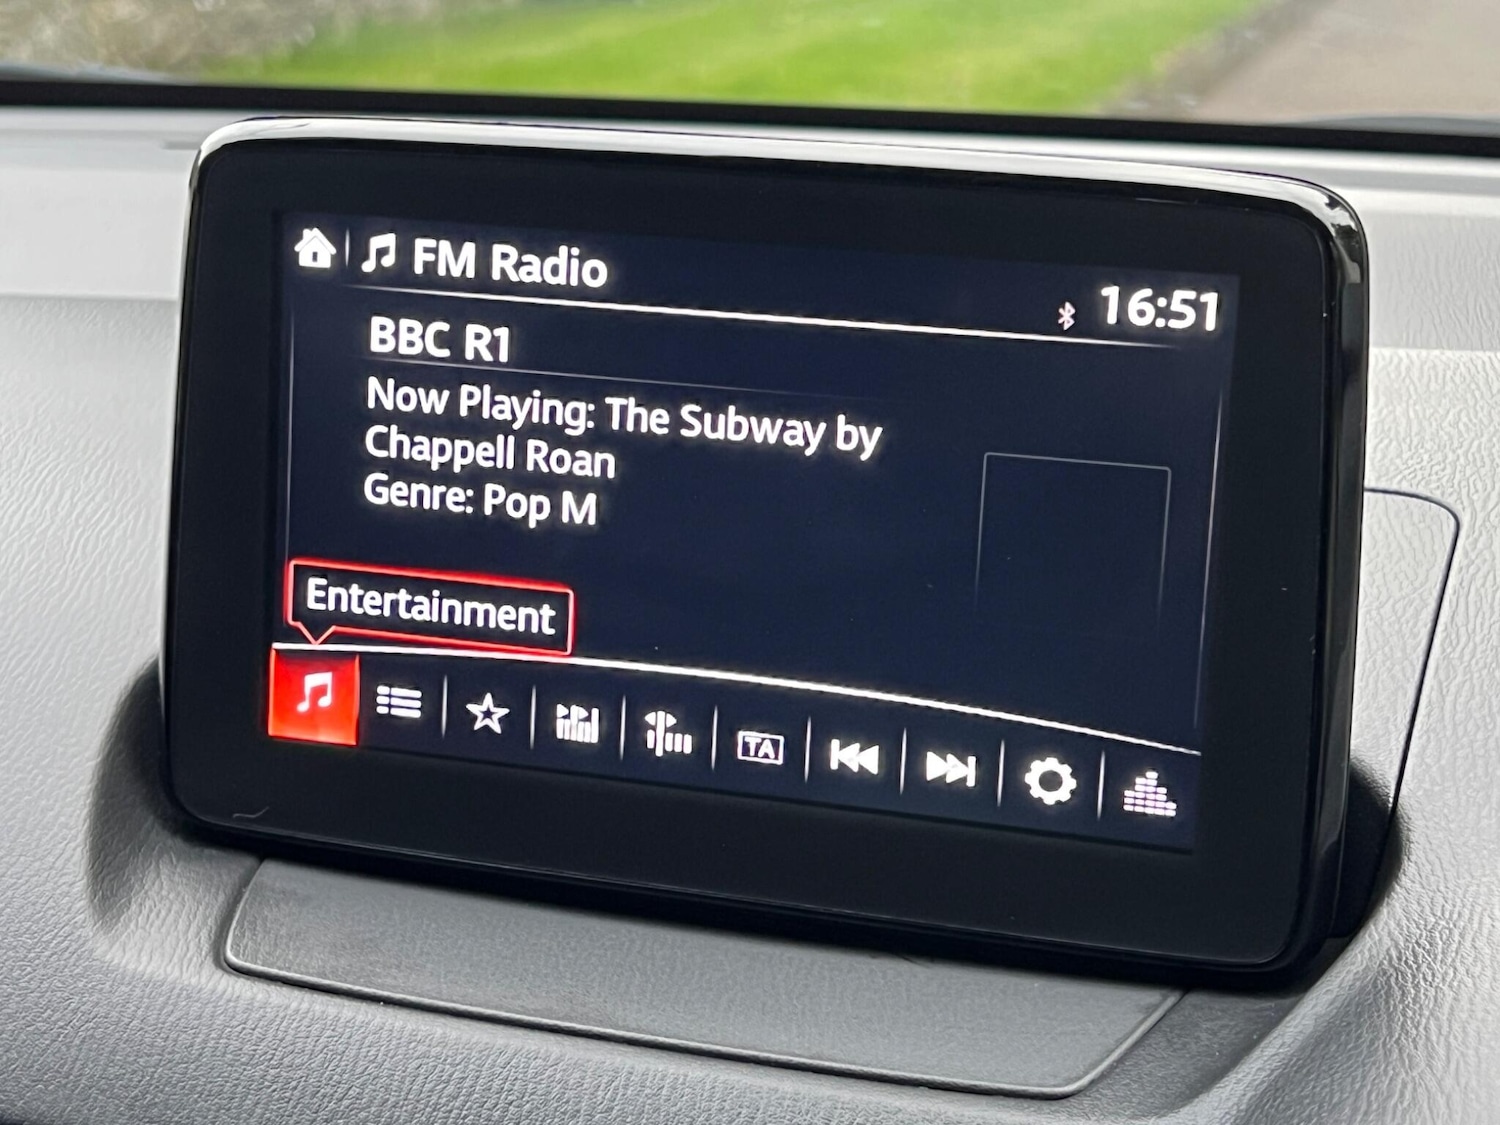 FM Radio
16:51
BBC R1
Now Playing: The Subway by
Chappell Roan
Genre: Pop M
Entertainment
TA